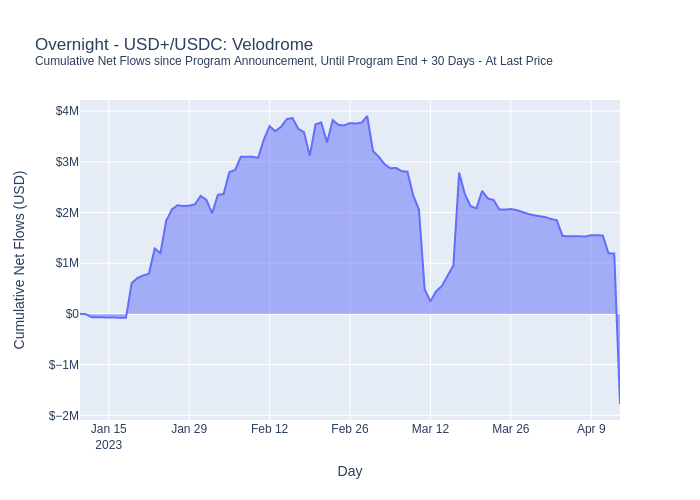 Overnight - USD+/USDC: Velodrome
Cumulative Net Flows since Program Announcement, Until Program End + 30 Days - At Last Price
Cumulative Net Flows (USD)
$4M
$3M
$2M
$1M
$0
$−1M
$−2M
Jan 15 Jan 29 Feb 12 Feb 26 Mar 12 Mar 26 Apr 9
2023
Day